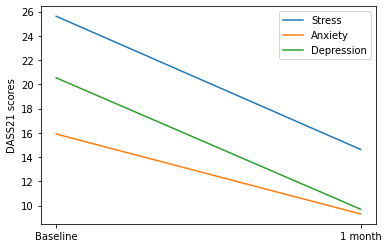 26
24
22
20
18
16
14
12
10
DASS21 scores
Stress
Anxiety
Depression
Baseline
1 month